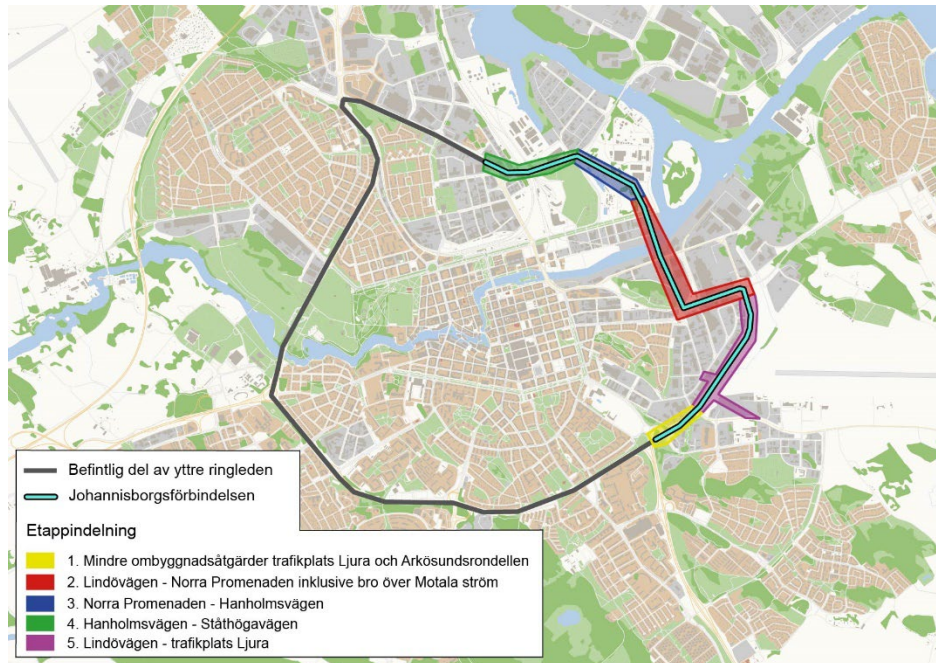 Befintlig del av yttre ringleden
Johannisborgsförbindelsen
Etappindelning
1. Mindre ombyggnadsåtgärder trafikplats Ljura och Arkösundsrondellen
2. Lindövägen - Norra Promenaden inklusive bro över Motala ström
3. Norra Promenaden - Hanholmsvägen
4. Hanholmsvägen - Ståthögavägen
5. Lindövägen - trafikplats Ljura